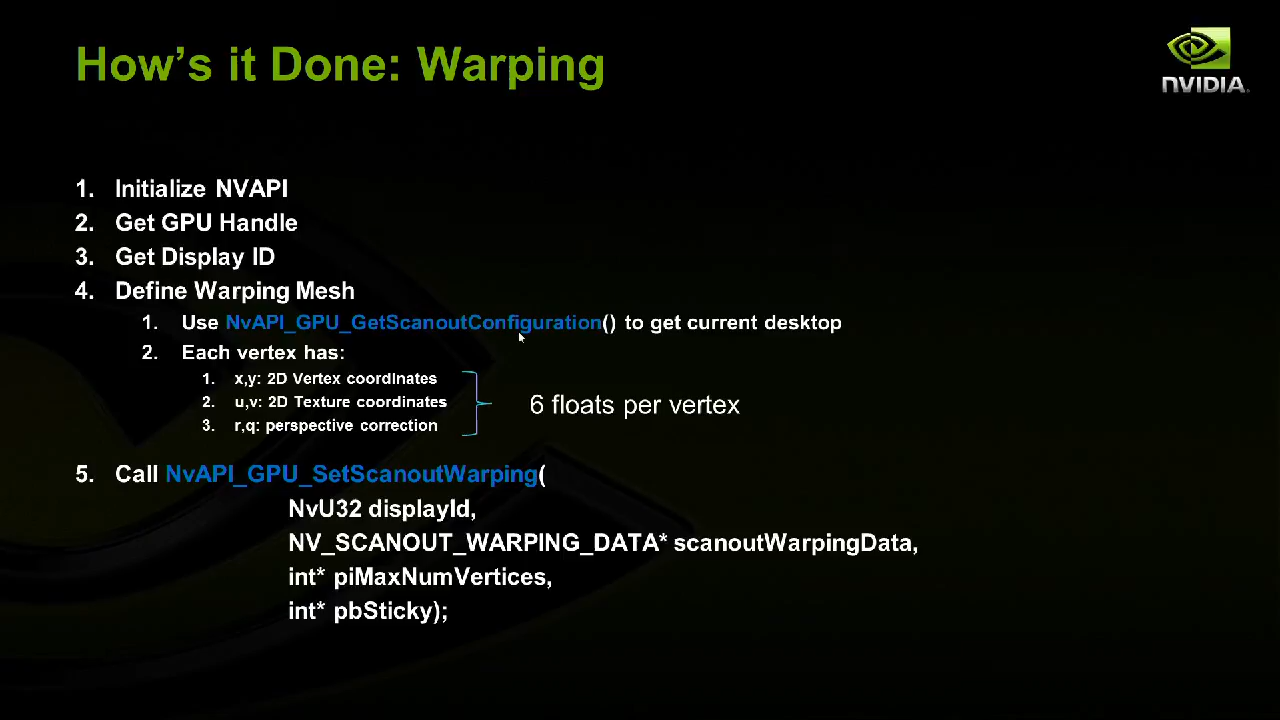 How's it Done: Warping
NVIDIA
1. Initialize NVAPI
2. Get GPU Handle
3. Get Display ID
4. Define Warping Mesh
1. Use NvAPI_GPU_GetScanoutConfiguration() to get current desktop
2. Each vertex has:
1. x,y: 2D Vertex coordinates
2. u,v: 2D Texture coordinates
3. r,q: perspective correction
6 floats per vertex
5. Call NvAPI_GPU_SetScanoutWarping(
NvU32 displayId,
NV_SCANOUT_WARPING_DATA* scanoutWarpingData,
int* piMaxNumVertices,
int* pbSticky);